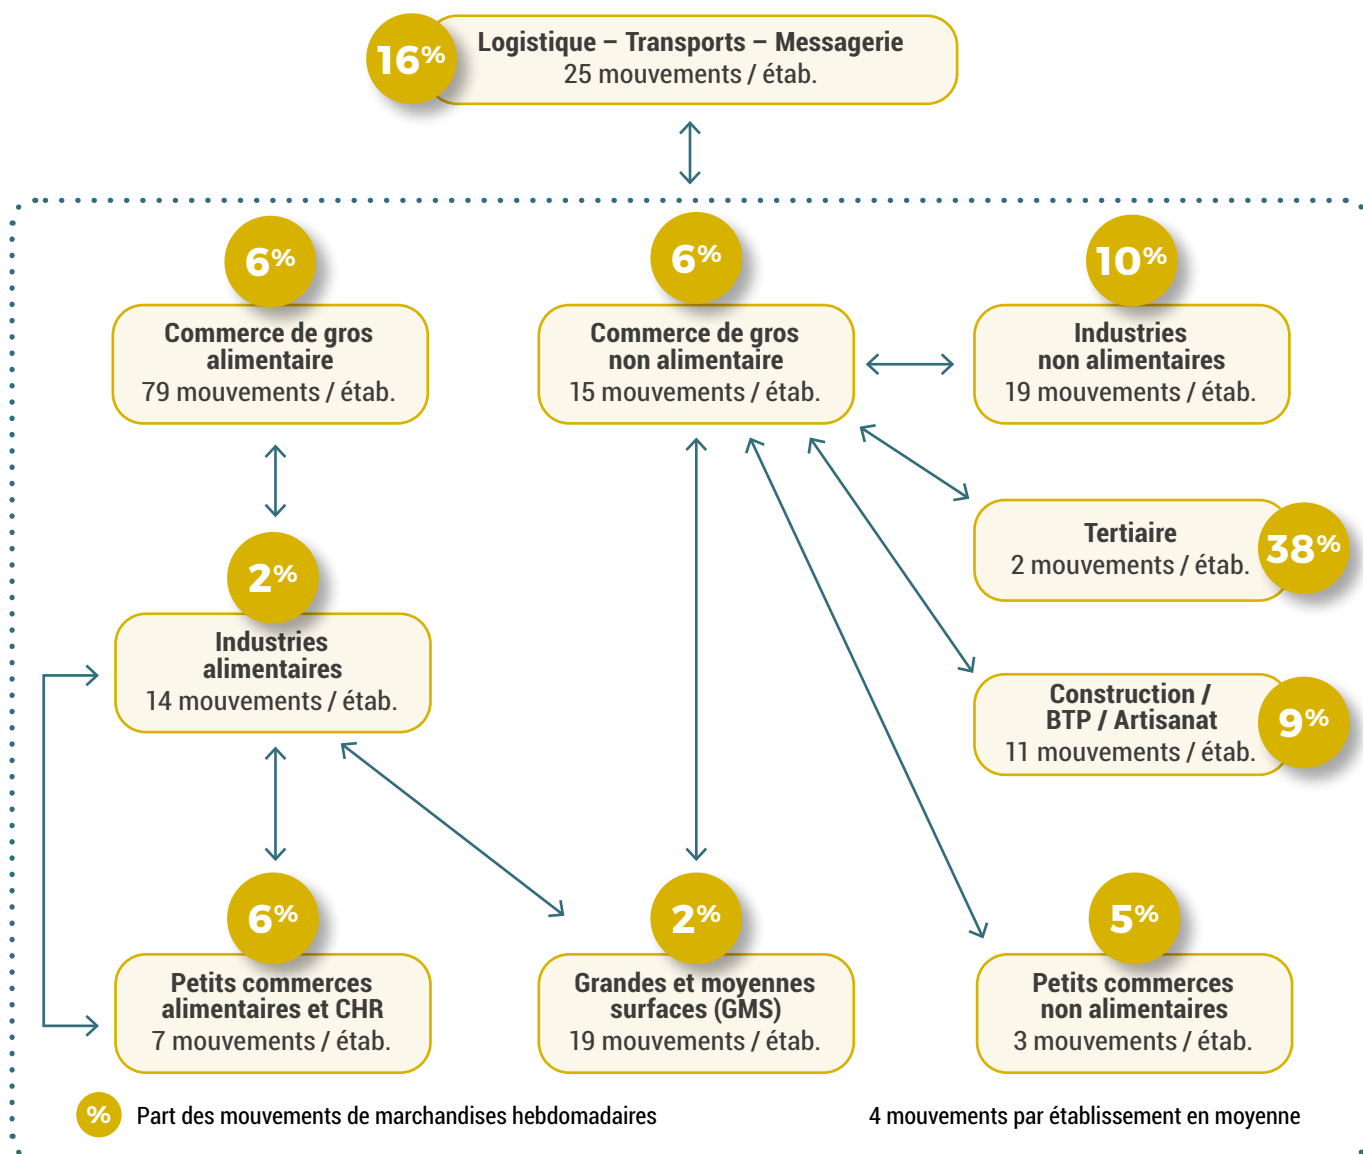 16%
Logistique – Transports – Messagerie
25 mouvements / étab.
6%
Commerce de gros
alimentaire
79 mouvements / étab.
6%
Commerce de gros
non alimentaire
15 mouvements / étab.
10%
Industries
non alimentaires
19 mouvements / étab.
Tertiaire
2 mouvements / étab.
38%
2%
Industries
alimentaires
14 mouvements / étab.
Construction /
BTP / Artisanat
11 mouvements / étab.
9%
6%
Petits commerces
alimentaires et CHR
7 mouvements / étab.
2%
Grandes et moyennes
surfaces (GMS)
19 mouvements / étab.
5%
Petits commerces
non alimentaires
3 mouvements / étab.
% Part des mouvements de marchandises hebdomadaires
4 mouvements par établissement en moyenne